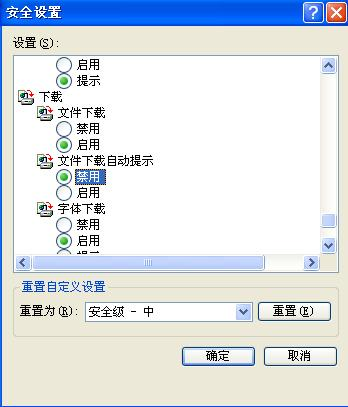 安全设置
设置(S):
启用
提示
下载
文件下载
禁用
启用
文件下载自动提示
禁用
启用
字体下载
禁用
启用
提示
重置自定义设置
重置为(R): 安全级 - 中 重置(E)
确定 取消